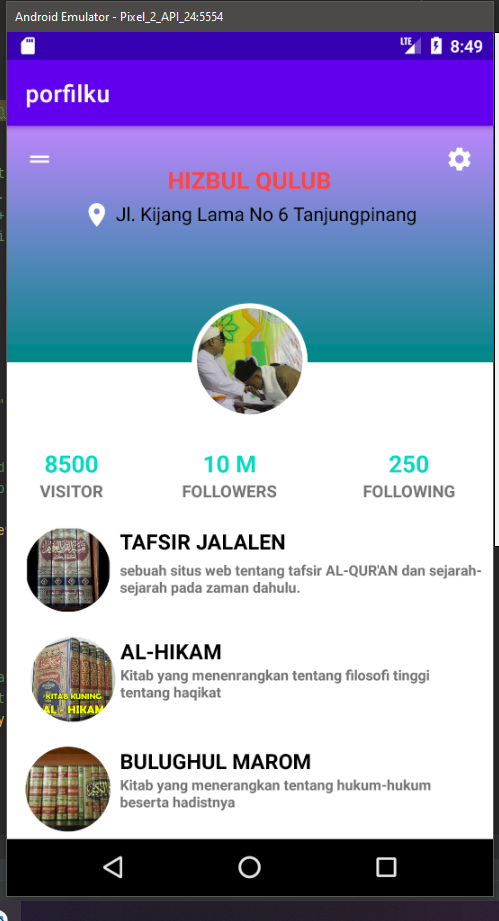 Android Emulator - Pixel_2_API_24:5554
LTE 8:49
porfilku
HIZBUL QULUB
Jl. Kijang Lama No 6 Tanjungpinang
8500 10 M 250
VISITOR FOLLOWERS FOLLOWING
TAFSIR JALALEN
sebuah situs web tentang tafsir AL-QUR'AN dan sejarah-
sejarah pada zaman dahulu.
AL-HIKAM
Kitab yang menenrangkan tentang filosofi tinggi
tentang haqikat
KITAB KUNING
AL - HIKAM
BULUGHUL MAROM
Kitab yang menerangkan tentang hukum-hukum
beserta hadistnya